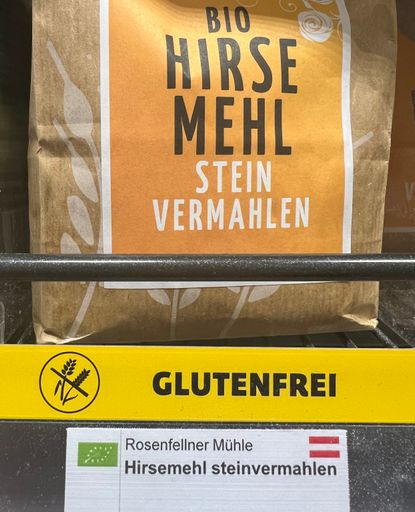 BIO
HIRSE
MEHL
STEIN
VERMAHLEN
GLUTENFREI
Rosenfellner Mühle
Hirsemehl steinvermahlen